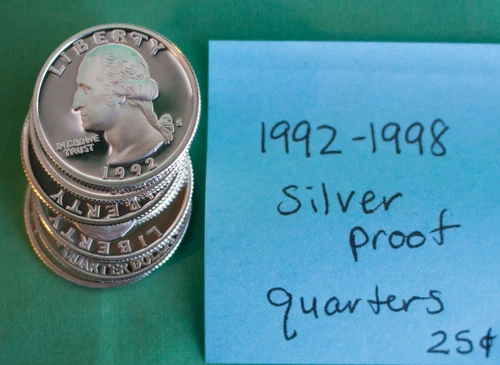 LIBERTY
IN GOD WE
TRUST
S
1992
LIBERTY
LIBERTY
QUARTER DOLLAR
1992-1998
Silver
proof
quarters
25¢